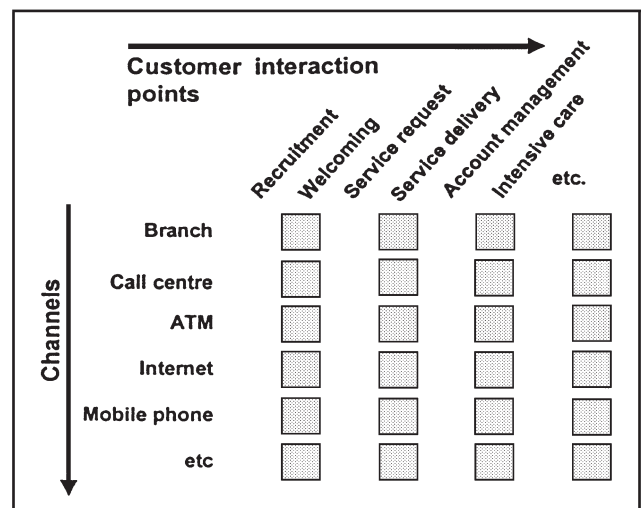 Customer interaction
points
Recruitment
Welcoming
Service request
Service delivery
Account management
Intensive care
etc.
Channels
Branch
Call centre
ATM
Internet
Mobile phone
etc